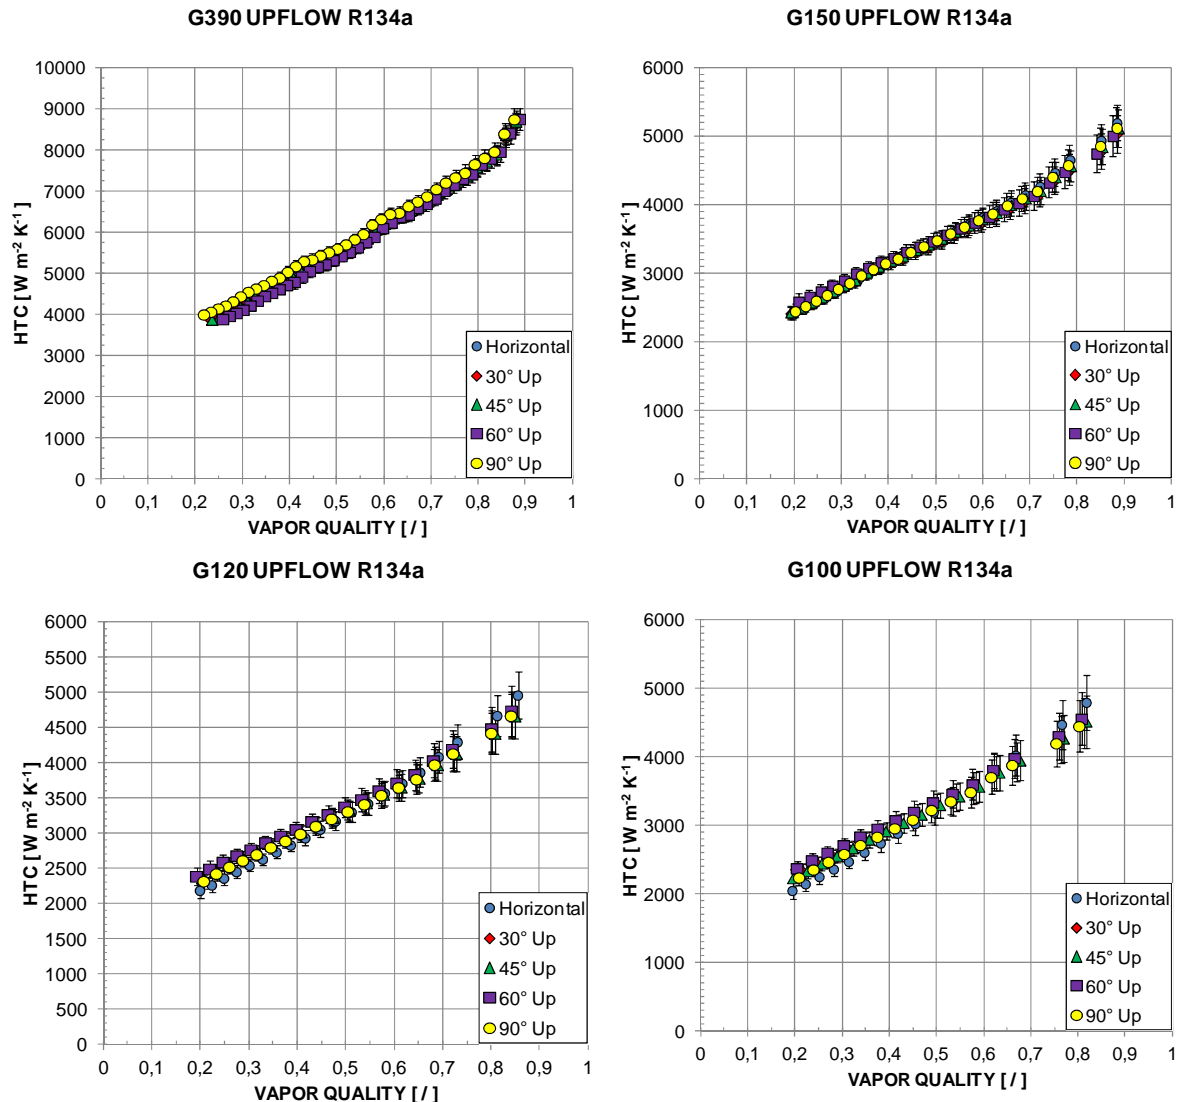 G390 UPFLOW R134a
10000
9000
8000
7000
6000
5000
4000
3000
2000
1000
0
HTC [ W m-2 K-1 ]
Horizontal
30° Up
45° Up
60° Up
90° Up
0 0,1 0,2 0,3 0,4 0,5 0,6 0,7 0,8 0,9 1
VAPOR QUALITY [ / ]
G150 UPFLOW R134a
6000
5000
4000
3000
2000
1000
0
HTC [ W m-2 K-1 ]
Horizontal
30° Up
45° Up
60° Up
90° Up
0 0,1 0,2 0,3 0,4 0,5 0,6 0,7 0,8 0,9 1
VAPOR QUALITY [ / ]
G120 UPFLOW R134a
6000
5500
5000
4500
4000
3500
3000
2500
2000
1500
1000
500
0
HTC [ W m-2 K-1 ]
Horizontal
30° Up
45° Up
60° Up
90° Up
0 0,1 0,2 0,3 0,4 0,5 0,6 0,7 0,8 0,9 1
VAPOR QUALITY [ / ]
G100 UPFLOW R134a
6000
5000
4000
3000
2000
1000
0
HTC [ W m-2 K-1 ]
Horizontal
30° Up
45° Up
60° Up
90° Up
0 0,1 0,2 0,3 0,4 0,5 0,6 0,7 0,8 0,9 1
VAPOR QUALITY [ / ]